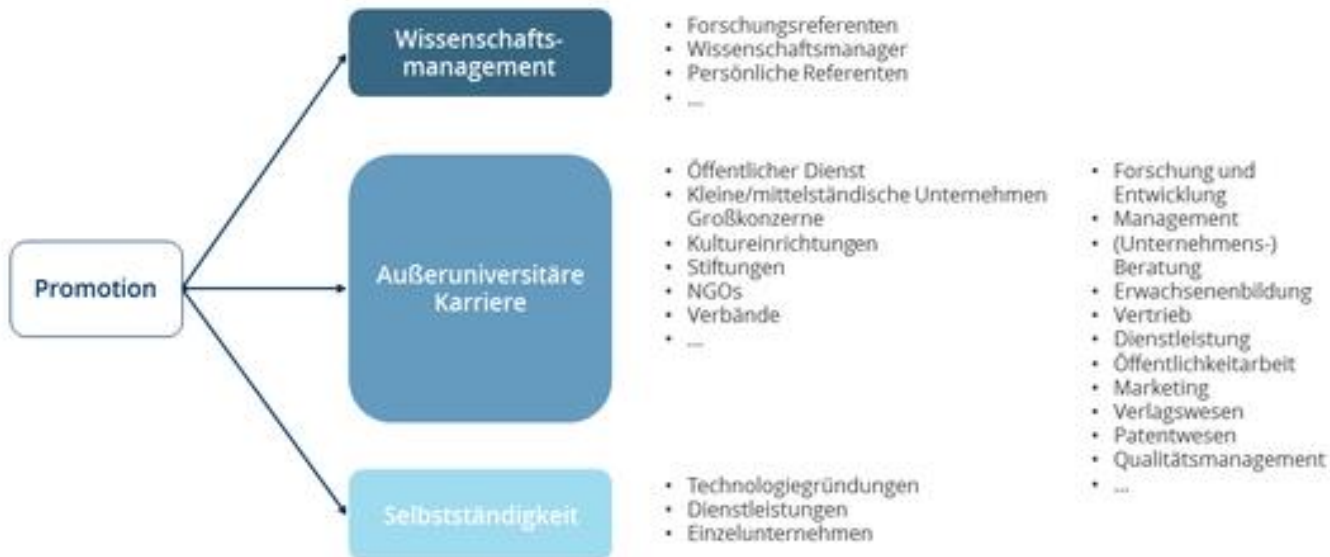 Promotion
Wissenschafts-
management
• Forschungsreferenten
• Wissenschaftsmanager
• Persönliche Referenten
• ...
Außeruniversitäre
Karriere
• Öffentlicher Dienst
• Kleine/mittelständische Unternehmen
Großkonzerne
• Kultureinrichtungen
• Stiftungen
• NGOs
• Verbände
• ...
• Forschung und
Entwicklung
• Management
• (Unternehmens-)
Beratung
• Erwachsenenbildung
• Vertrieb
• Dienstleistung
• Öffentlichkeitarbeit
• Marketing
• Verlagswesen
• Patentwesen
• Qualitätsmanagement
• ...
Selbstständigkeit
• Technologiegründungen
• Dienstleistungen
• Einzelunternehmen